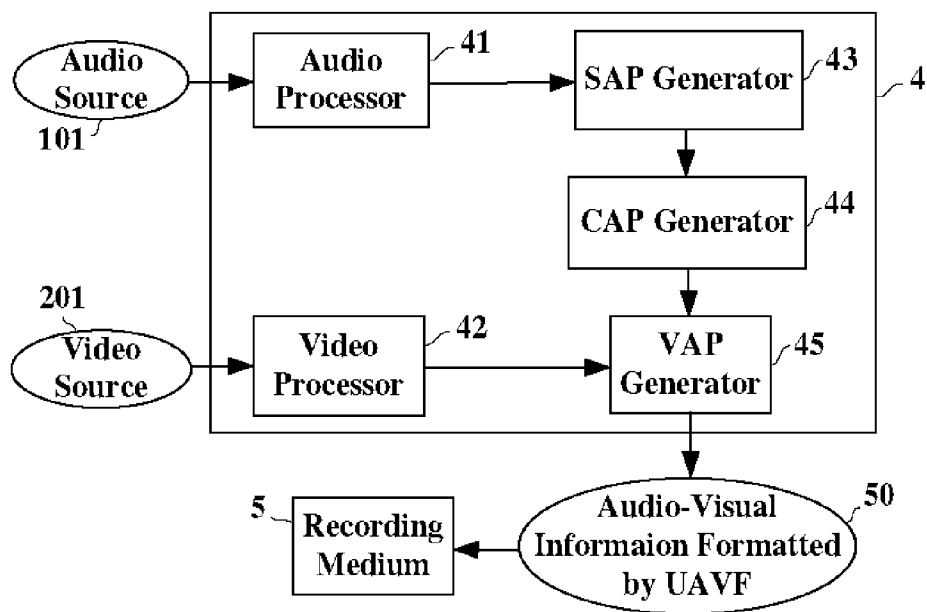 Audio
Source
101
Audio
Processor
41
SAP Generator
43
4
CAP Generator
44
201
Video
Source
Video
Processor
42
VAP
Generator
45
5
Recording
Medium
Audio-Visual
Informaion Formatted
by UAVF
50